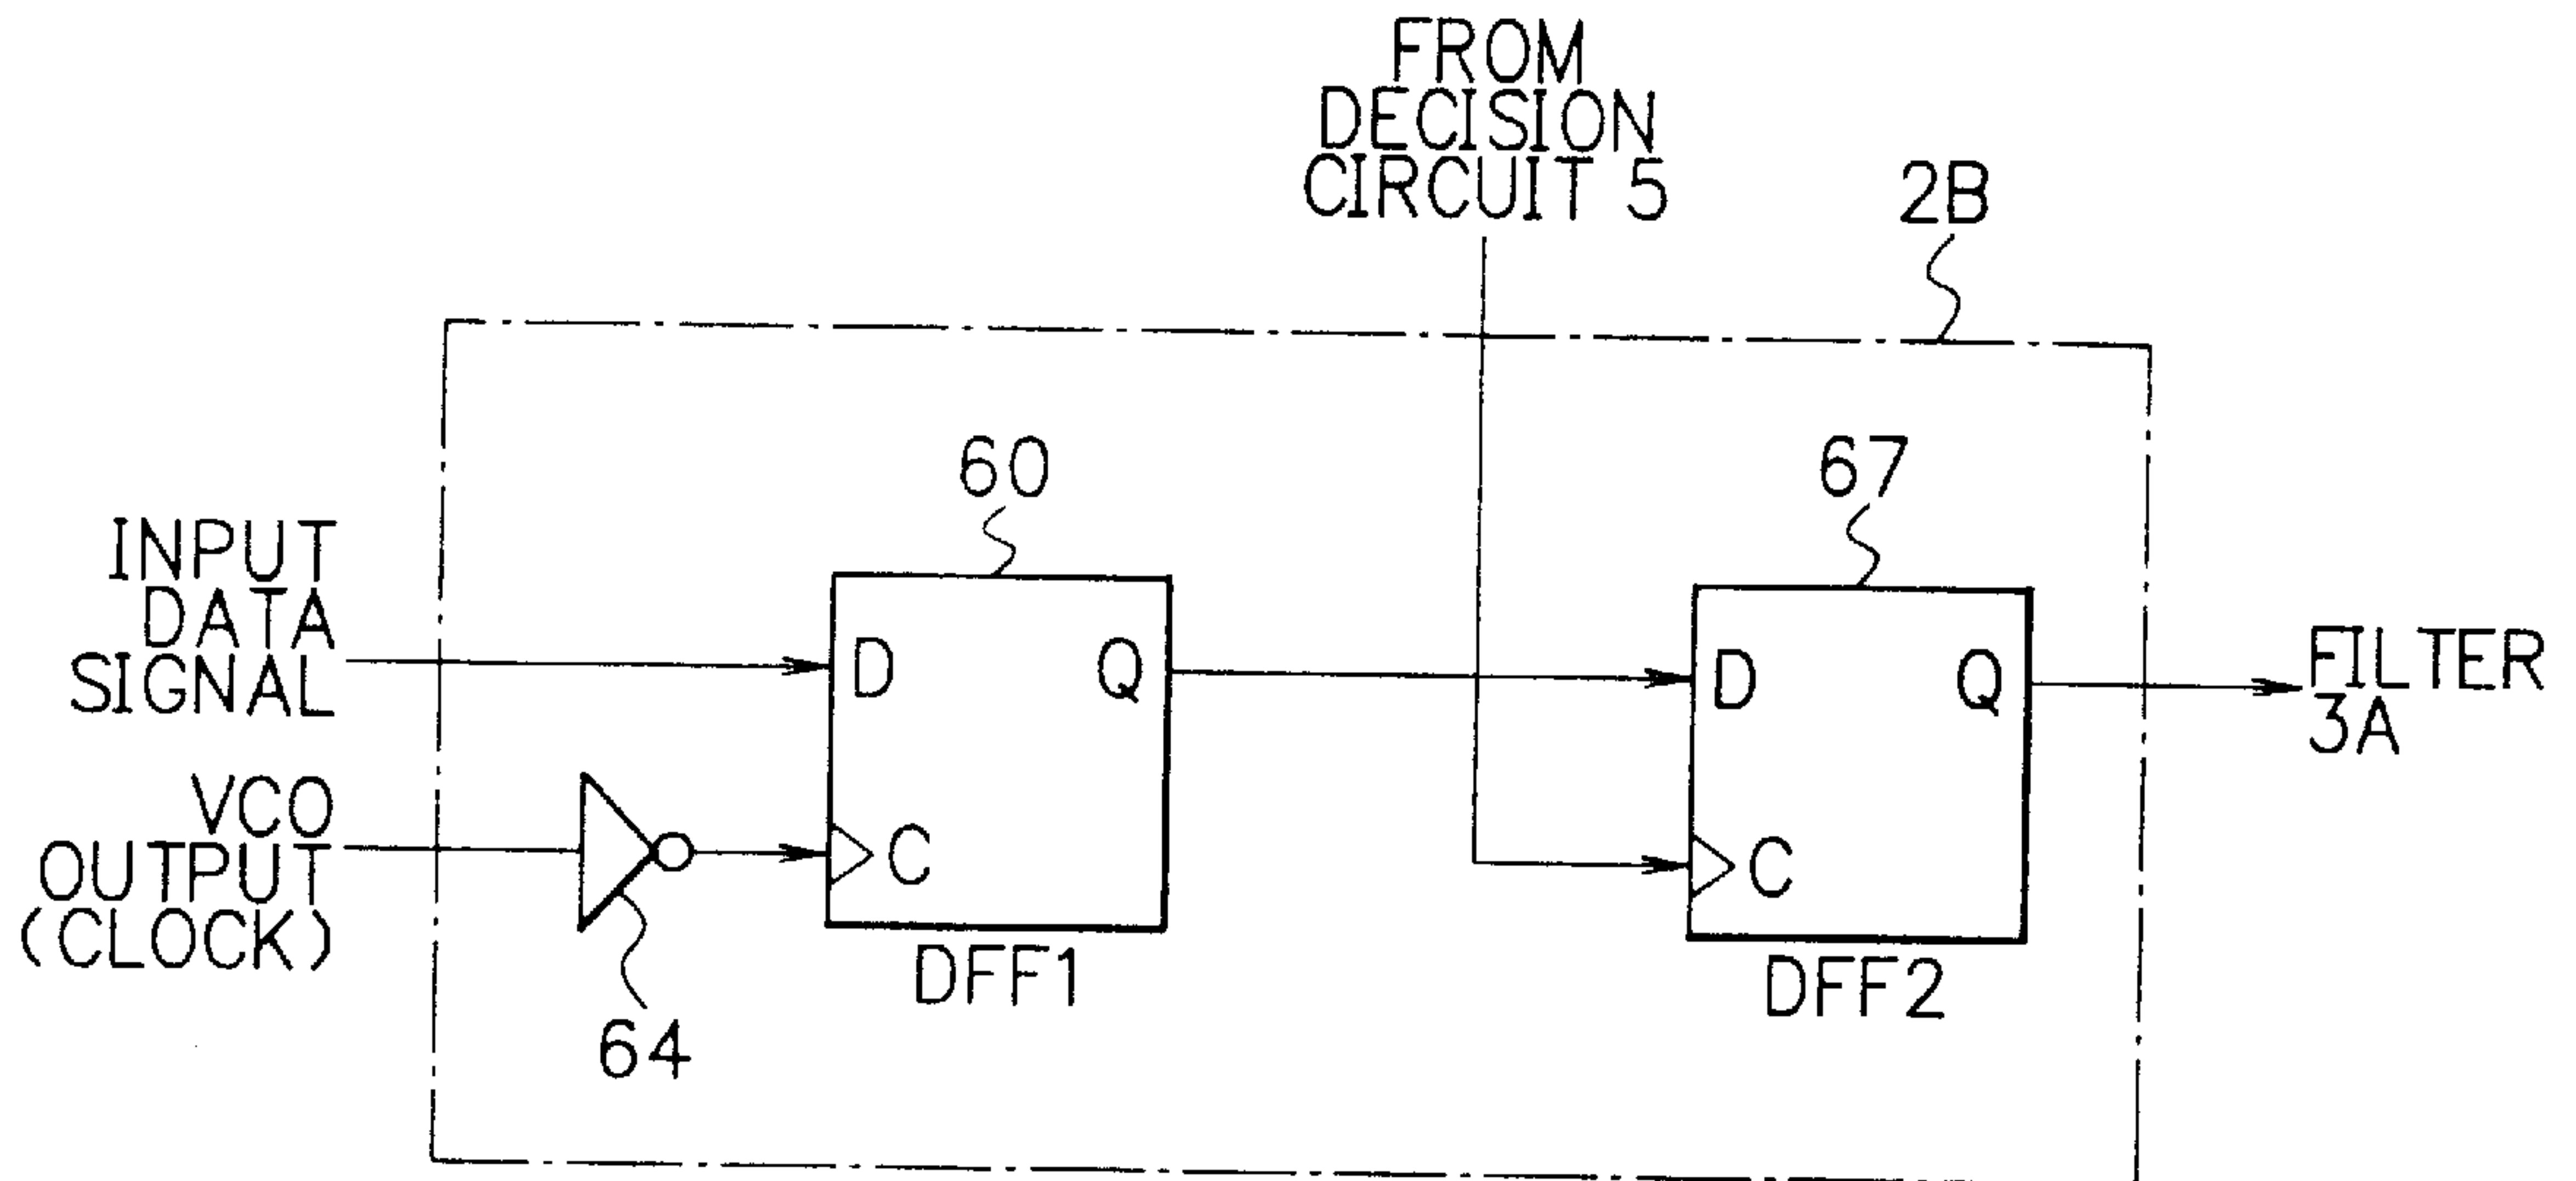 FROM
DECISION
CIRCUIT 5
2B
60
67
INPUT
DATA
SIGNAL
D
Q
D
Q
FILTER
3A
VCO
OUTPUT
(CLOCK)
C
C
DFF1
DFF2
64